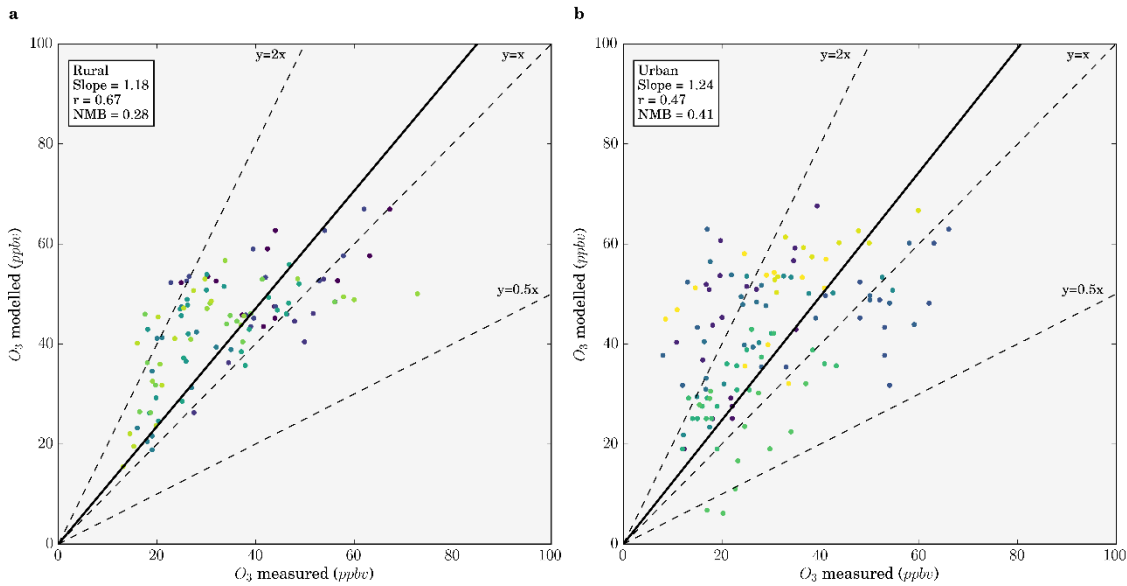 a
y=2x
y=x
Rural
Slope = 1.18
r = 0.67
NMB = 0.28
y=0.5x
O₃ modelled (ppbv)
100
80
60
40
20
0
0 20 40 60 80 100
O₃ measured (ppbv)
b
y=2x
y=x
Urban
Slope = 1.24
r = 0.47
NMB = 0.41
y=0.5x
O₃ modelled (ppbv)
100
80
60
40
20
0
0 20 40 60 80 100
O₃ measured (ppbv)